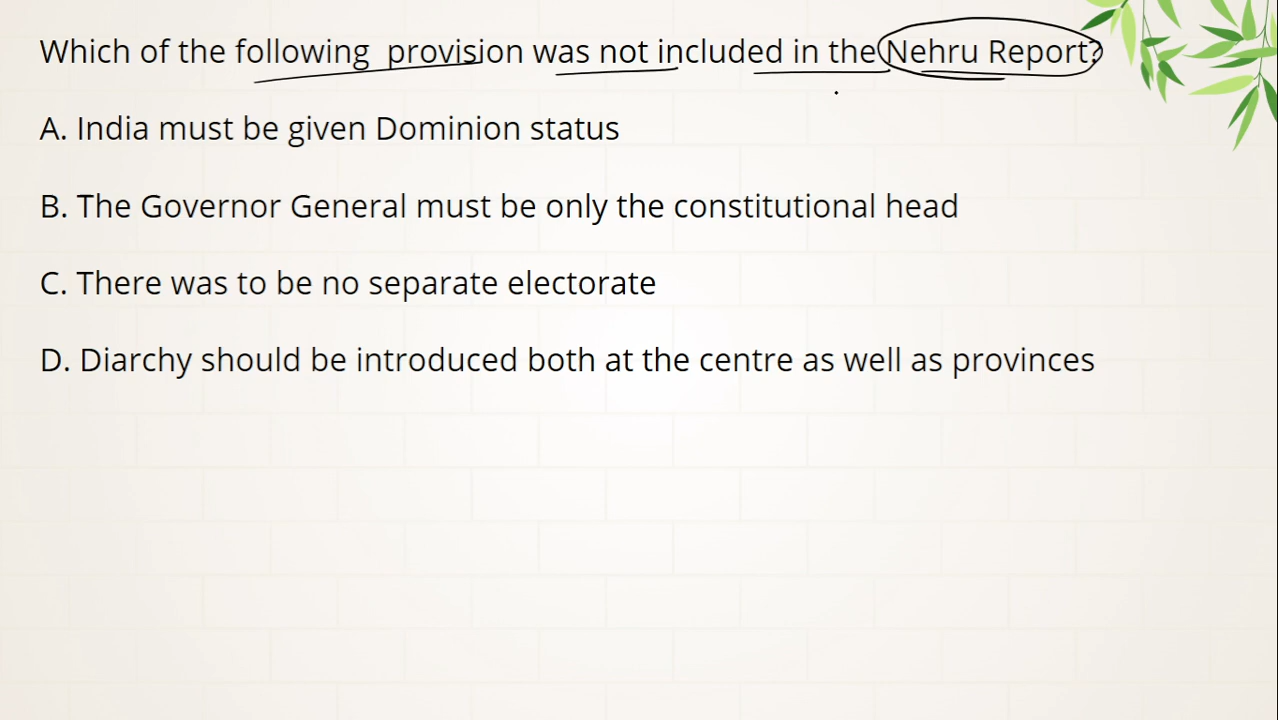 Which of the following provision was not included in the Nehru Report?
A. India must be given Dominion status
B. The Governor General must be only the constitutional head
C. There was to be no separate electorate
D. Diarchy should be introduced both at the centre as well as provinces